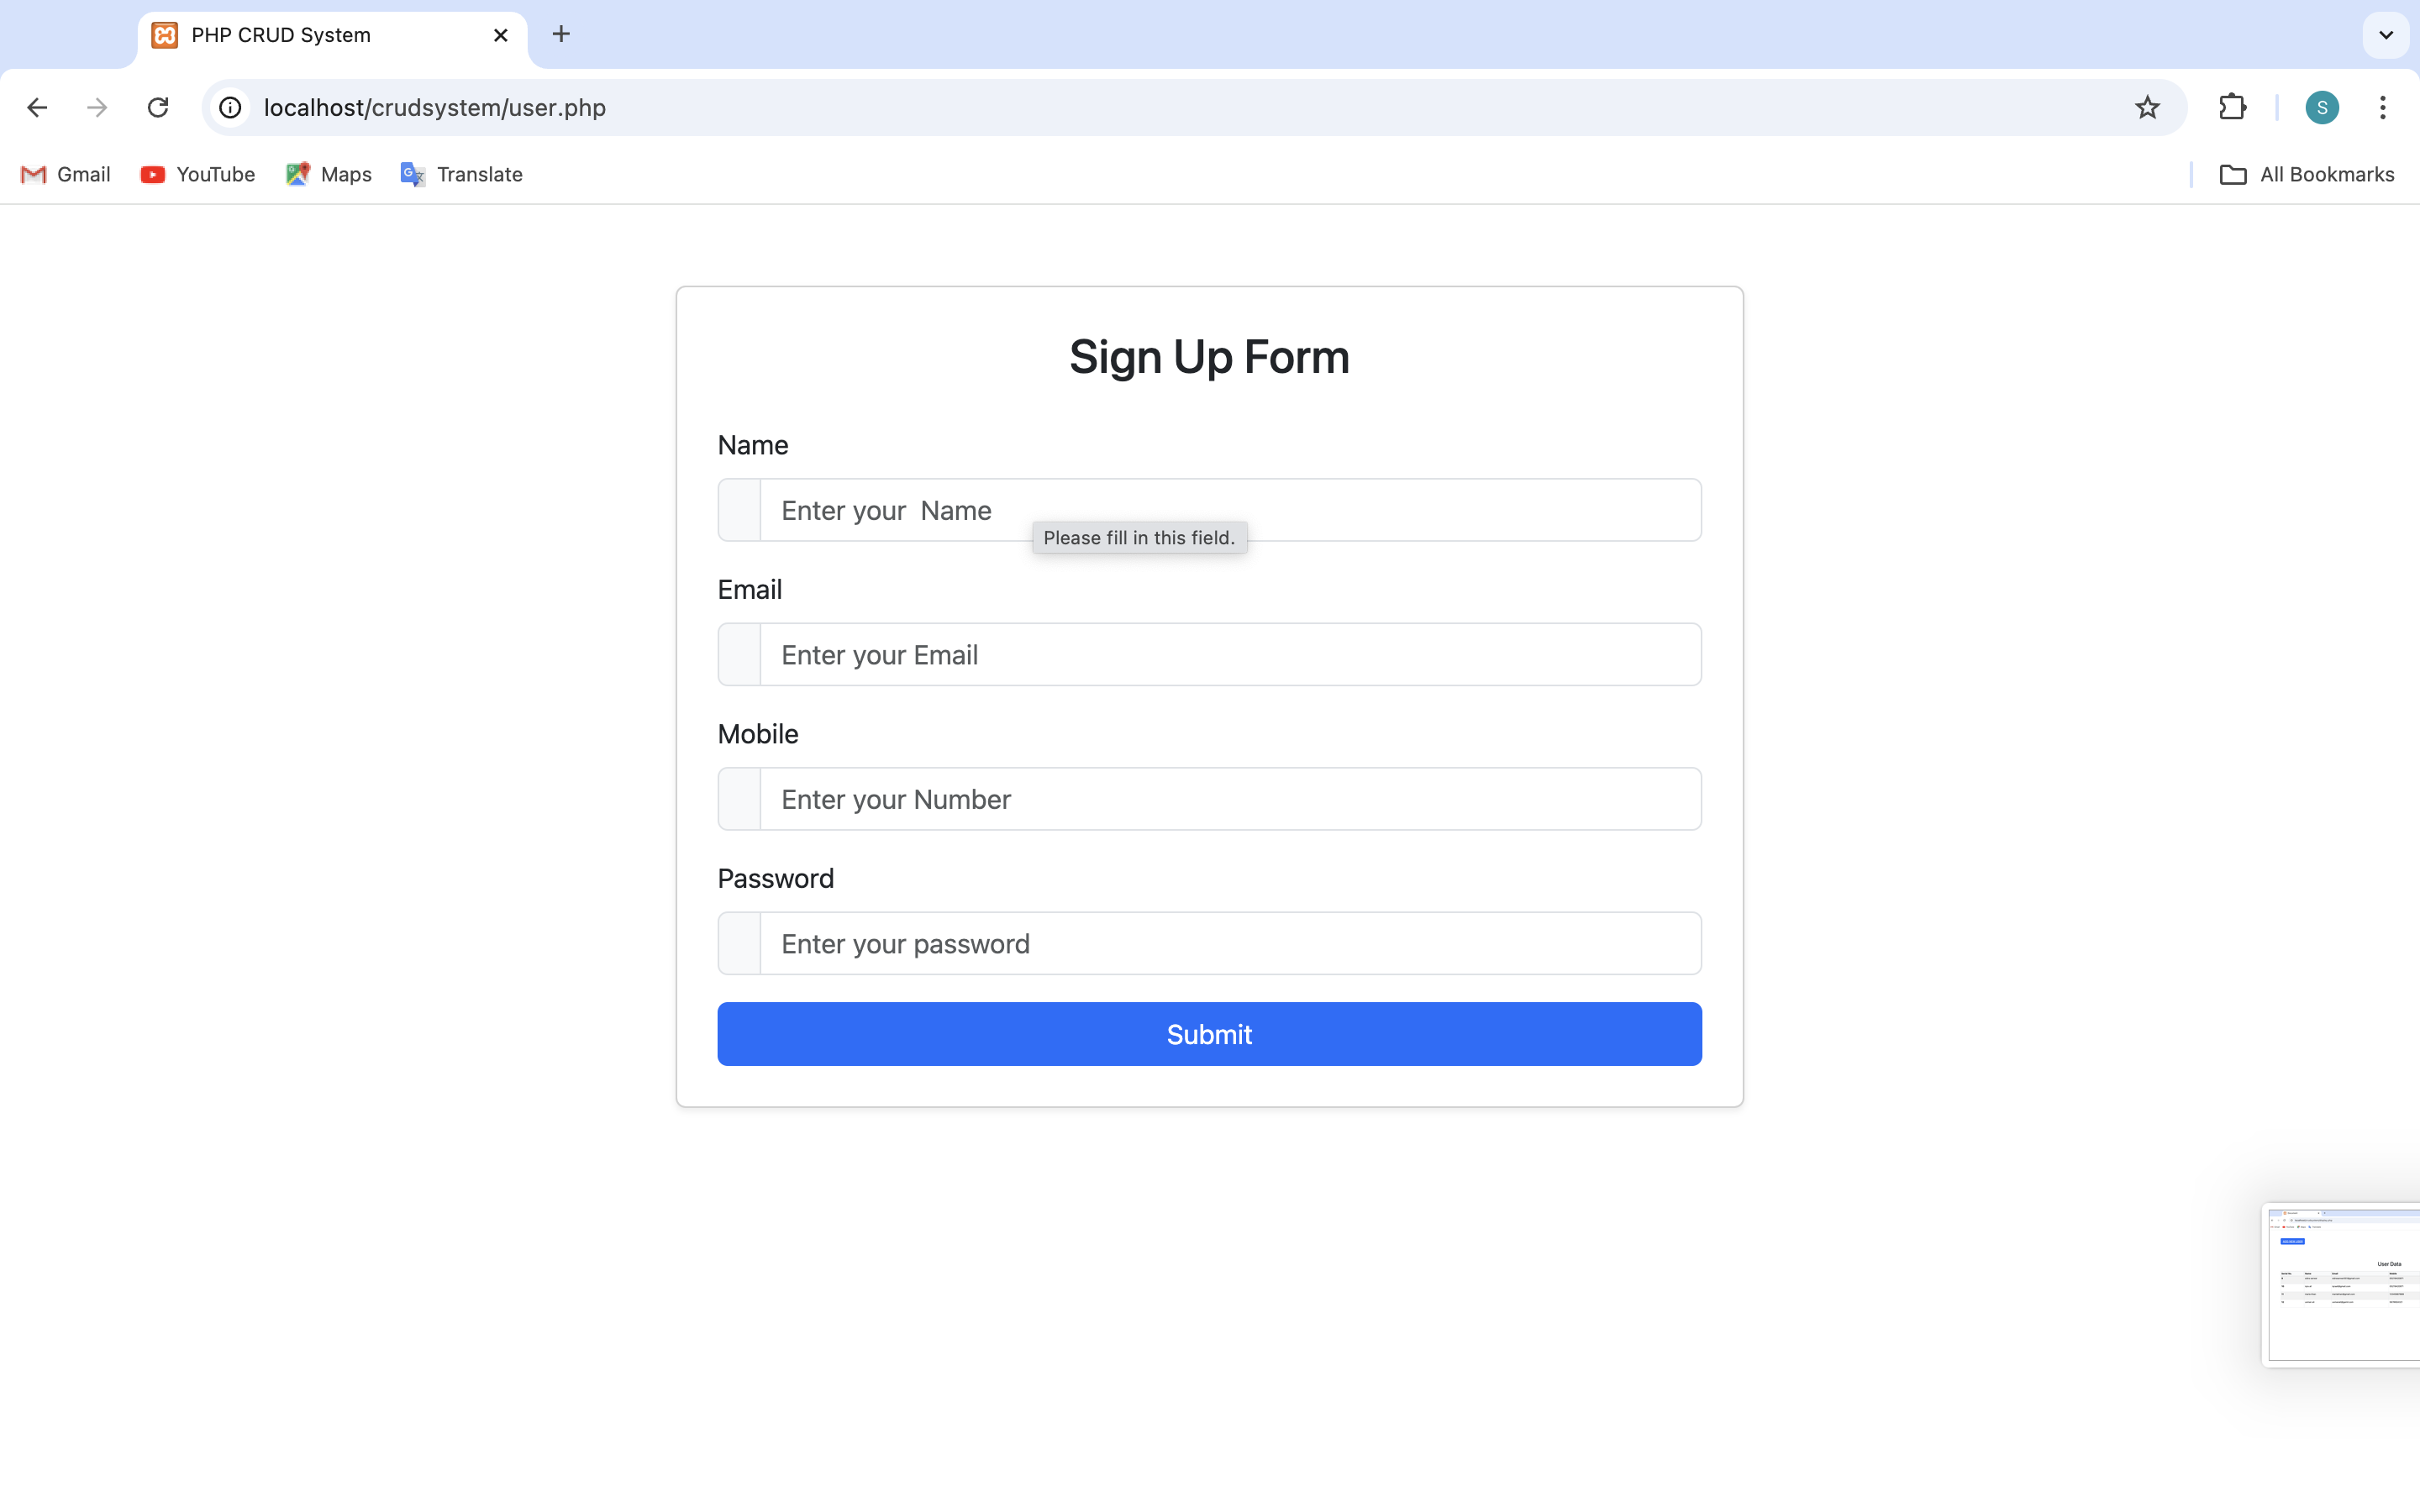 PHP CRUD System
localhost/crudsystem/user.php
S
Gmail YouTube Maps Translate All Bookmarks
Sign Up Form
Name
Enter your  Name
Please fill in this field.
Email
Enter your Email
Mobile
Enter your Number
Password
Enter your password
Submit
User Data